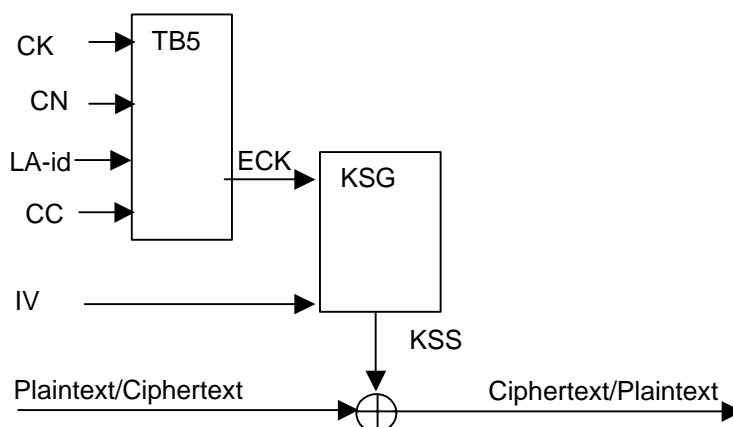 CK
TB5
CN
LA-id
ECK
KSG
CC
IV
KSS
Plaintext/Ciphertext
Ciphertext/Plaintext